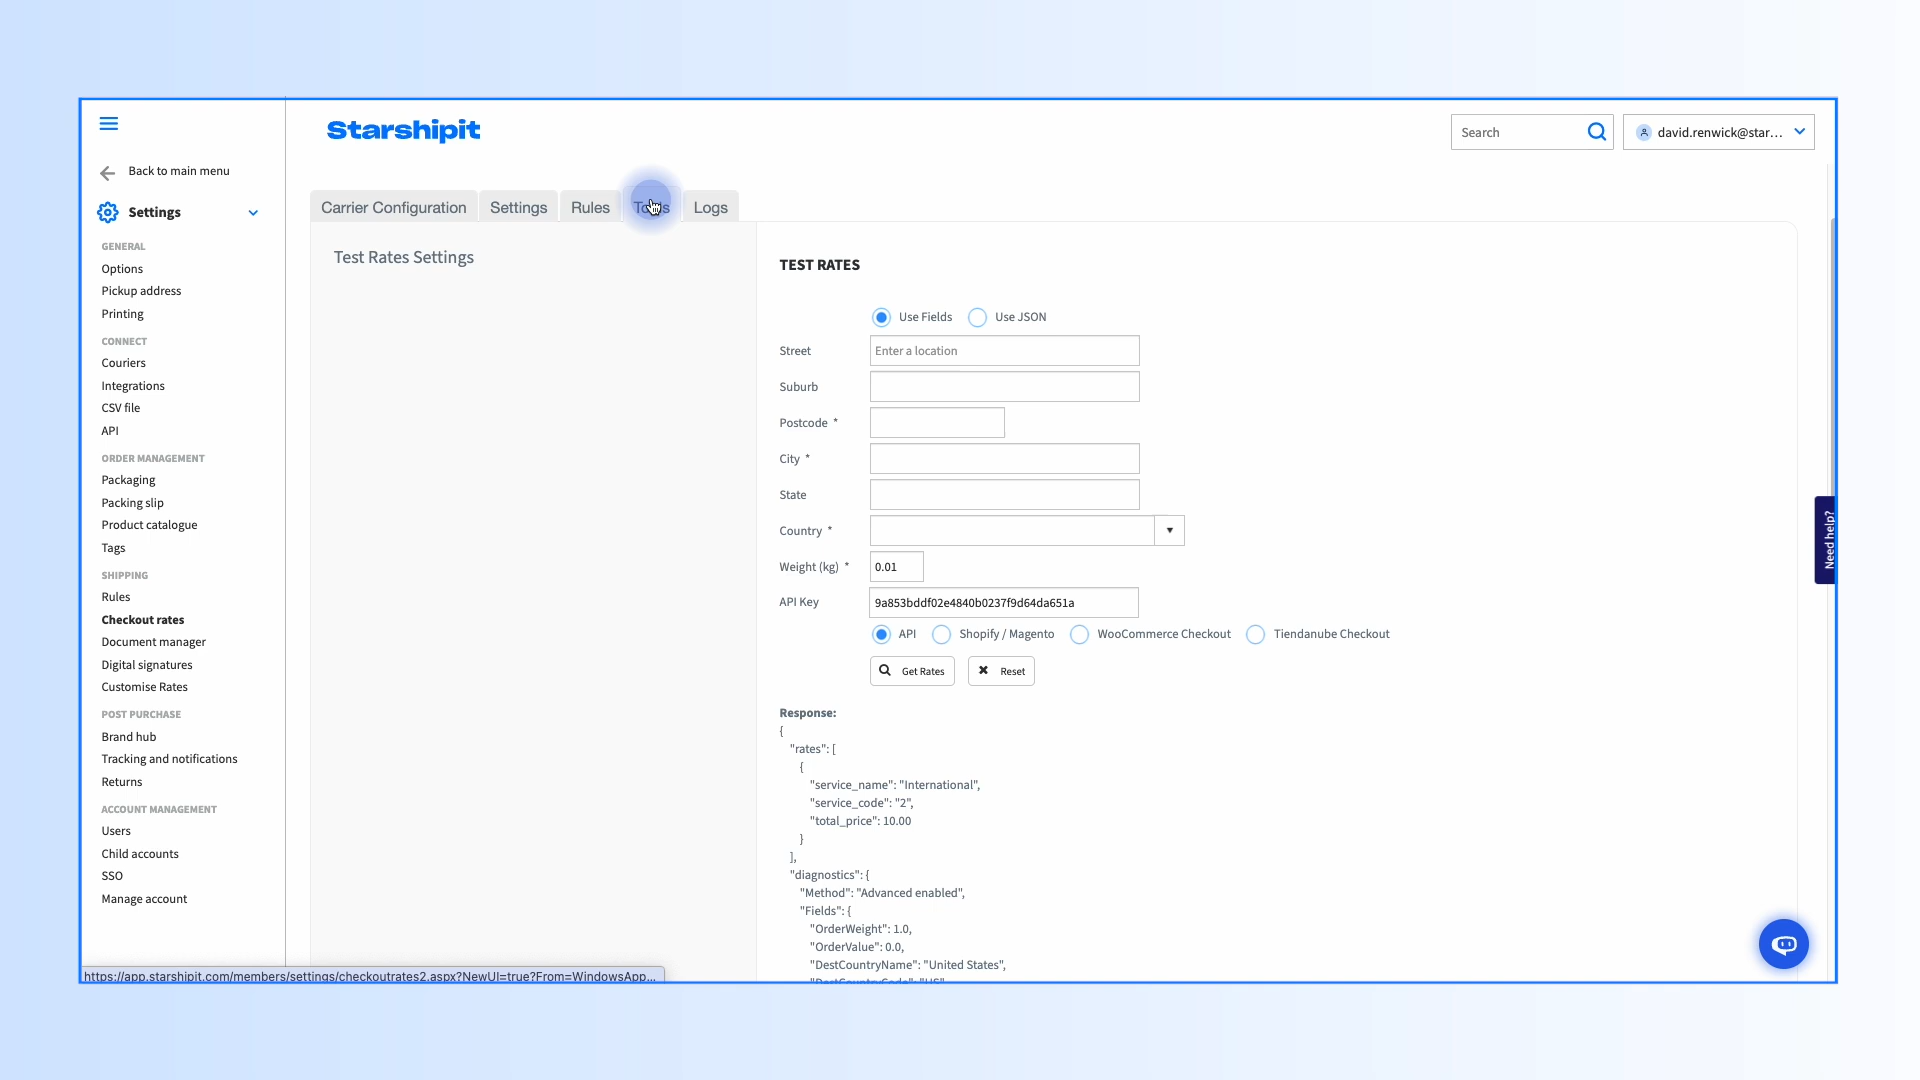 Starshipit
Search
david.renwick@star...
Back to main menu
Settings
GENERAL
Options
Pickup address
Printing
CONNECT
Couriers
Integrations
CSV file
API
ORDER MANAGEMENT
Packaging
Packing slip
Product catalogue
Tags
SHIPPING
Rules
Checkout rates
Document manager
Digital signatures
Customise Rates
POST PURCHASE
Brand hub
Tracking and notifications
Returns
ACCOUNT MANAGEMENT
Users
Child accounts
SSO
Manage account
https://app.starshipit.com/members/settings/checkoutrates2.aspx?NewUI=true?From=WindowsApp...
Carrier Configuration Settings Rules Tools Logs
Test Rates Settings
TEST RATES
Use Fields Use JSON
Street Enter a location
Suburb
Postcode *
City *
State
Country *
Weight (kg) * 0.01
API Key 9a853bddf02e4840b0237f9d64da651a
API Shopify / Magento WooCommerce Checkout Tiendanube Checkout
Get Rates Reset
Response:
{
"rates": [
{
"service_name": "International",
"service_code": "2",
"total_price": 10.00
}
],
"diagnostics": {
"Method": "Advanced enabled",
"Fields": {
"OrderWeight": 1.0,
"OrderValue": 0.0,
"DestCountryName": "United States",
"DestCountryCode": "US"
Need help?